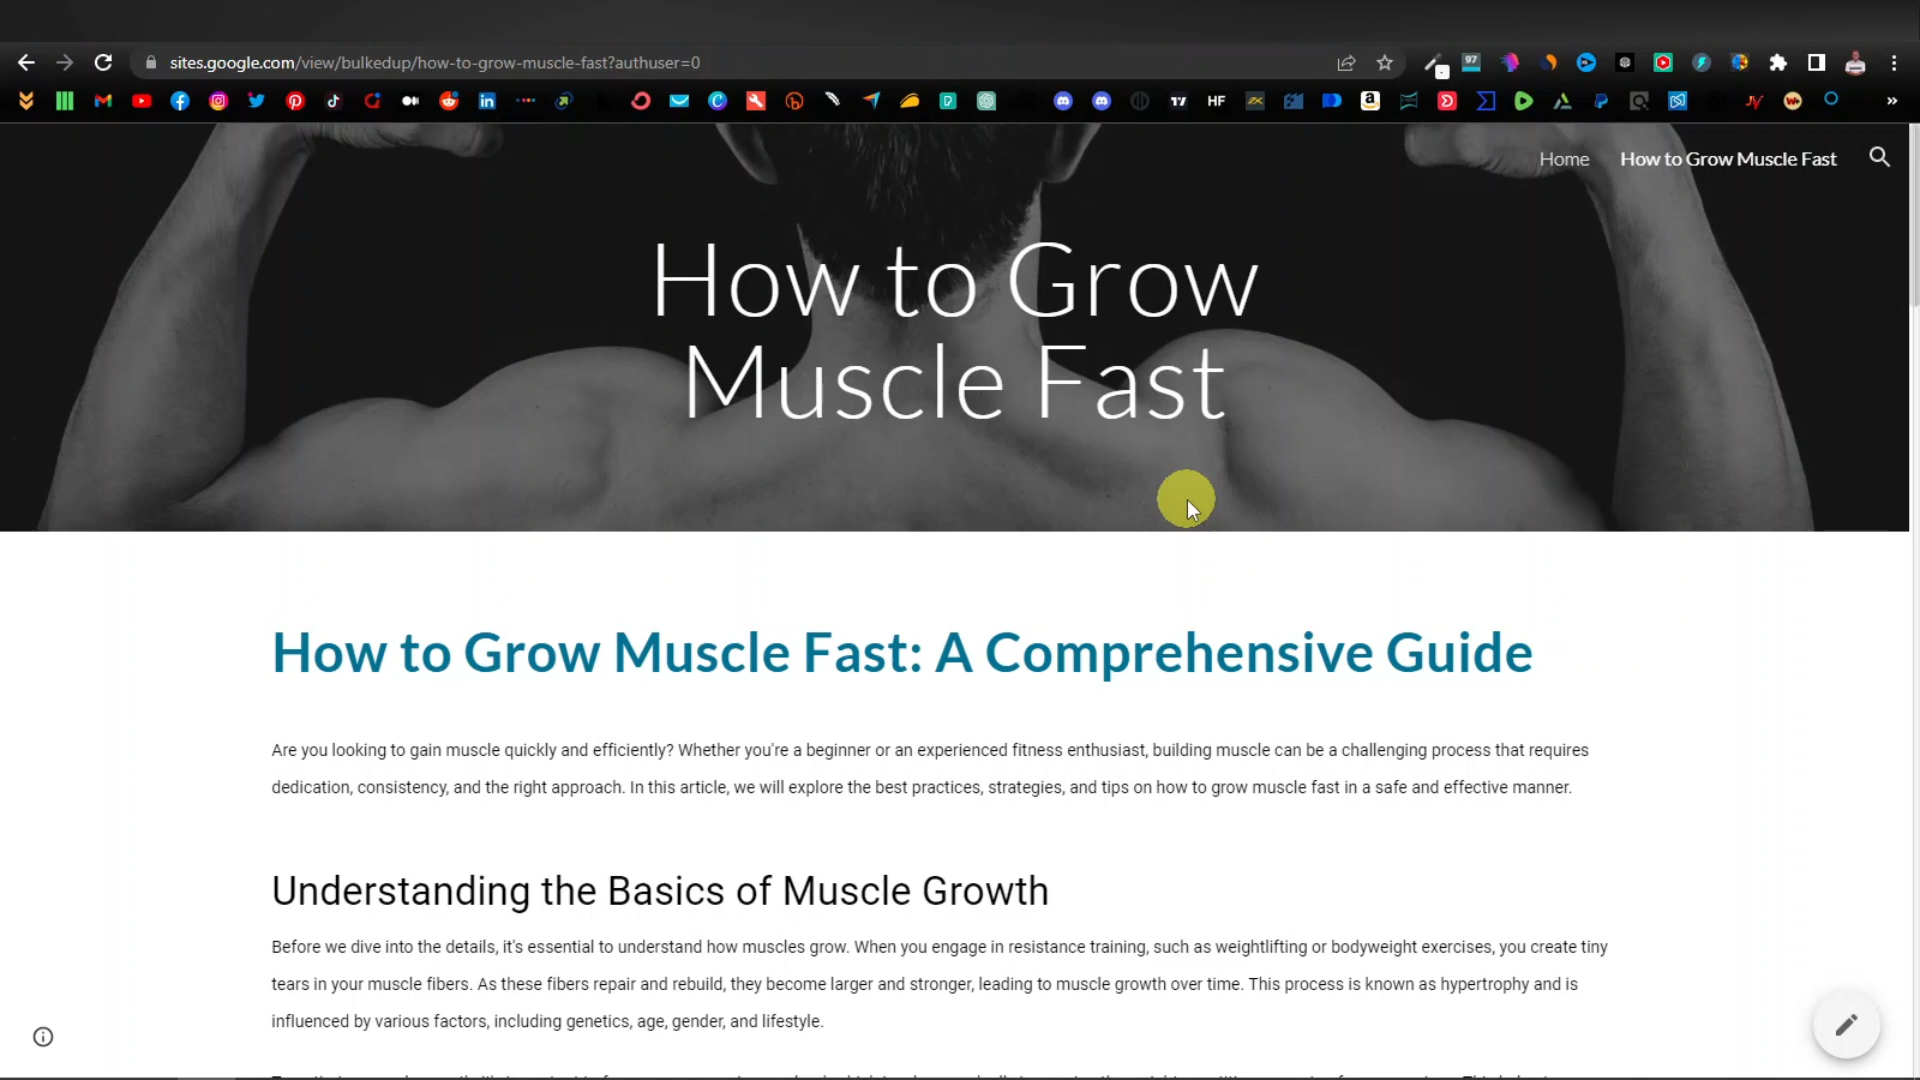 sites.google.com/view/bulkedup/how-to-grow-muscle-fast?authuser=0
97
HF
Home
How to Grow Muscle Fast
How to Grow
Muscle Fast
How to Grow Muscle Fast: A Comprehensive Guide
Are you looking to gain muscle quickly and efficiently? Whether you're a beginner or an experienced fitness enthusiast, building muscle can be a challenging process that requires
dedication, consistency, and the right approach. In this article, we will explore the best practices, strategies, and tips on how to grow muscle fast in a safe and effective manner.
Understanding the Basics of Muscle Growth
Before we dive into the details, it's essential to understand how muscles grow. When you engage in resistance training, such as weightlifting or bodyweight exercises, you create tiny
tears in your muscle fibers. As these fibers repair and rebuild, they become larger and stronger, leading to muscle growth over time. This process is known as hypertrophy and is
influenced by various factors, including genetics, age, gender, and lifestyle.